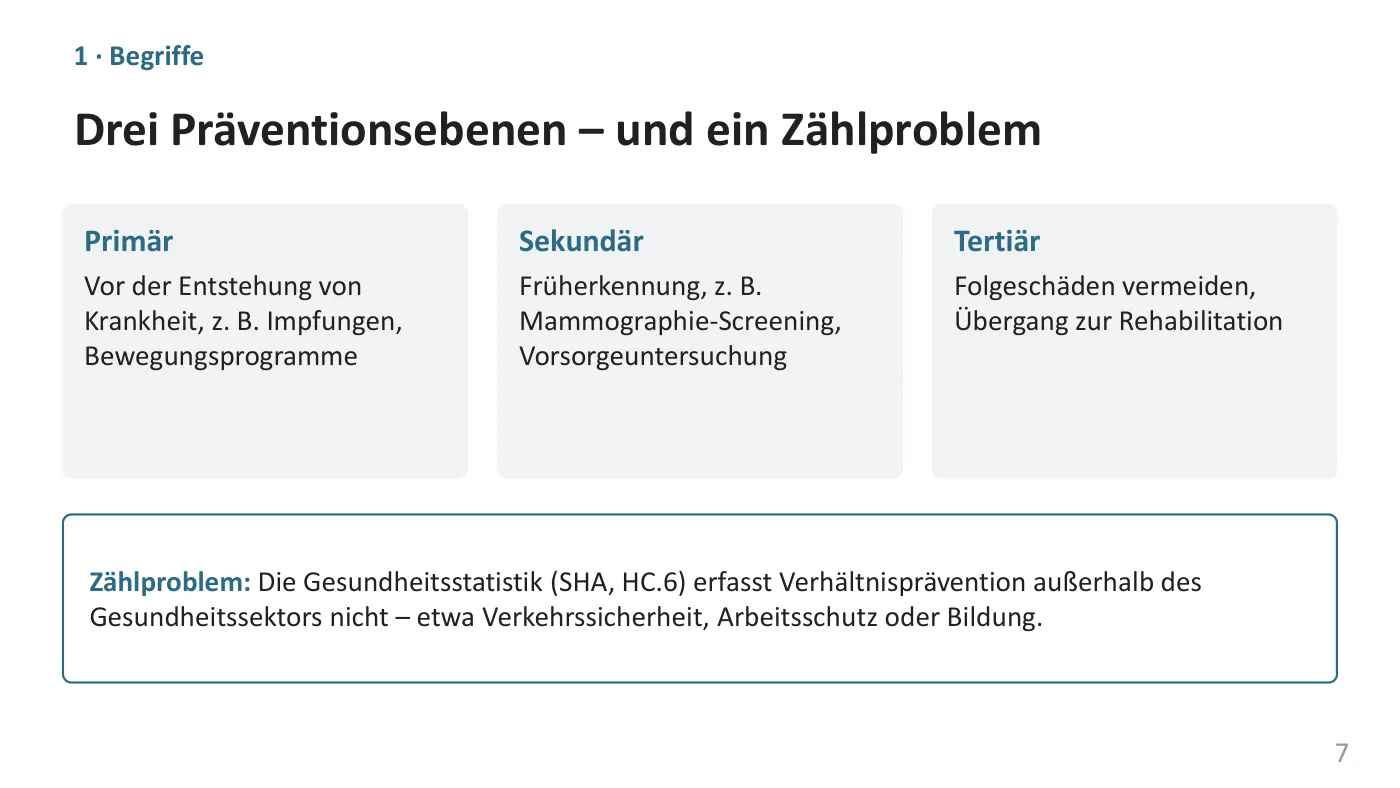 1 · Begriffe
Drei Präventionsebenen – und ein Zählproblem
Primär
Vor der Entstehung von
Krankheit, z. B. Impfungen,
Bewegungsprogramme
Sekundär
Früherkennung, z. B.
Mammographie-Screening,
Vorsorgeuntersuchung
Tertiär
Folgeschäden vermeiden,
Übergang zur Rehabilitation
Zählproblem: Die Gesundheitsstatistik (SHA, HC.6) erfasst Verhältnisprävention außerhalb des
Gesundheitssektors nicht – etwa Verkehrssicherheit, Arbeitsschutz oder Bildung.
7